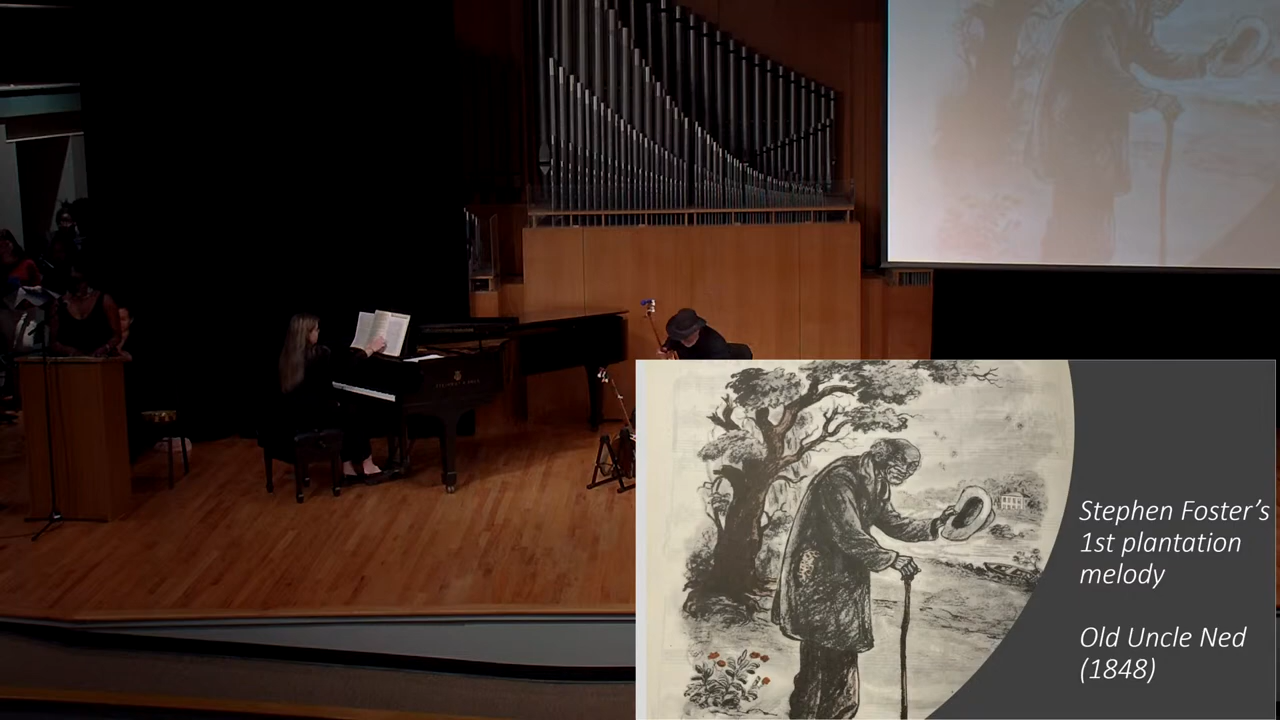 Stephen Foster's
1st plantation
melody
Old Uncle Ned
(1848)